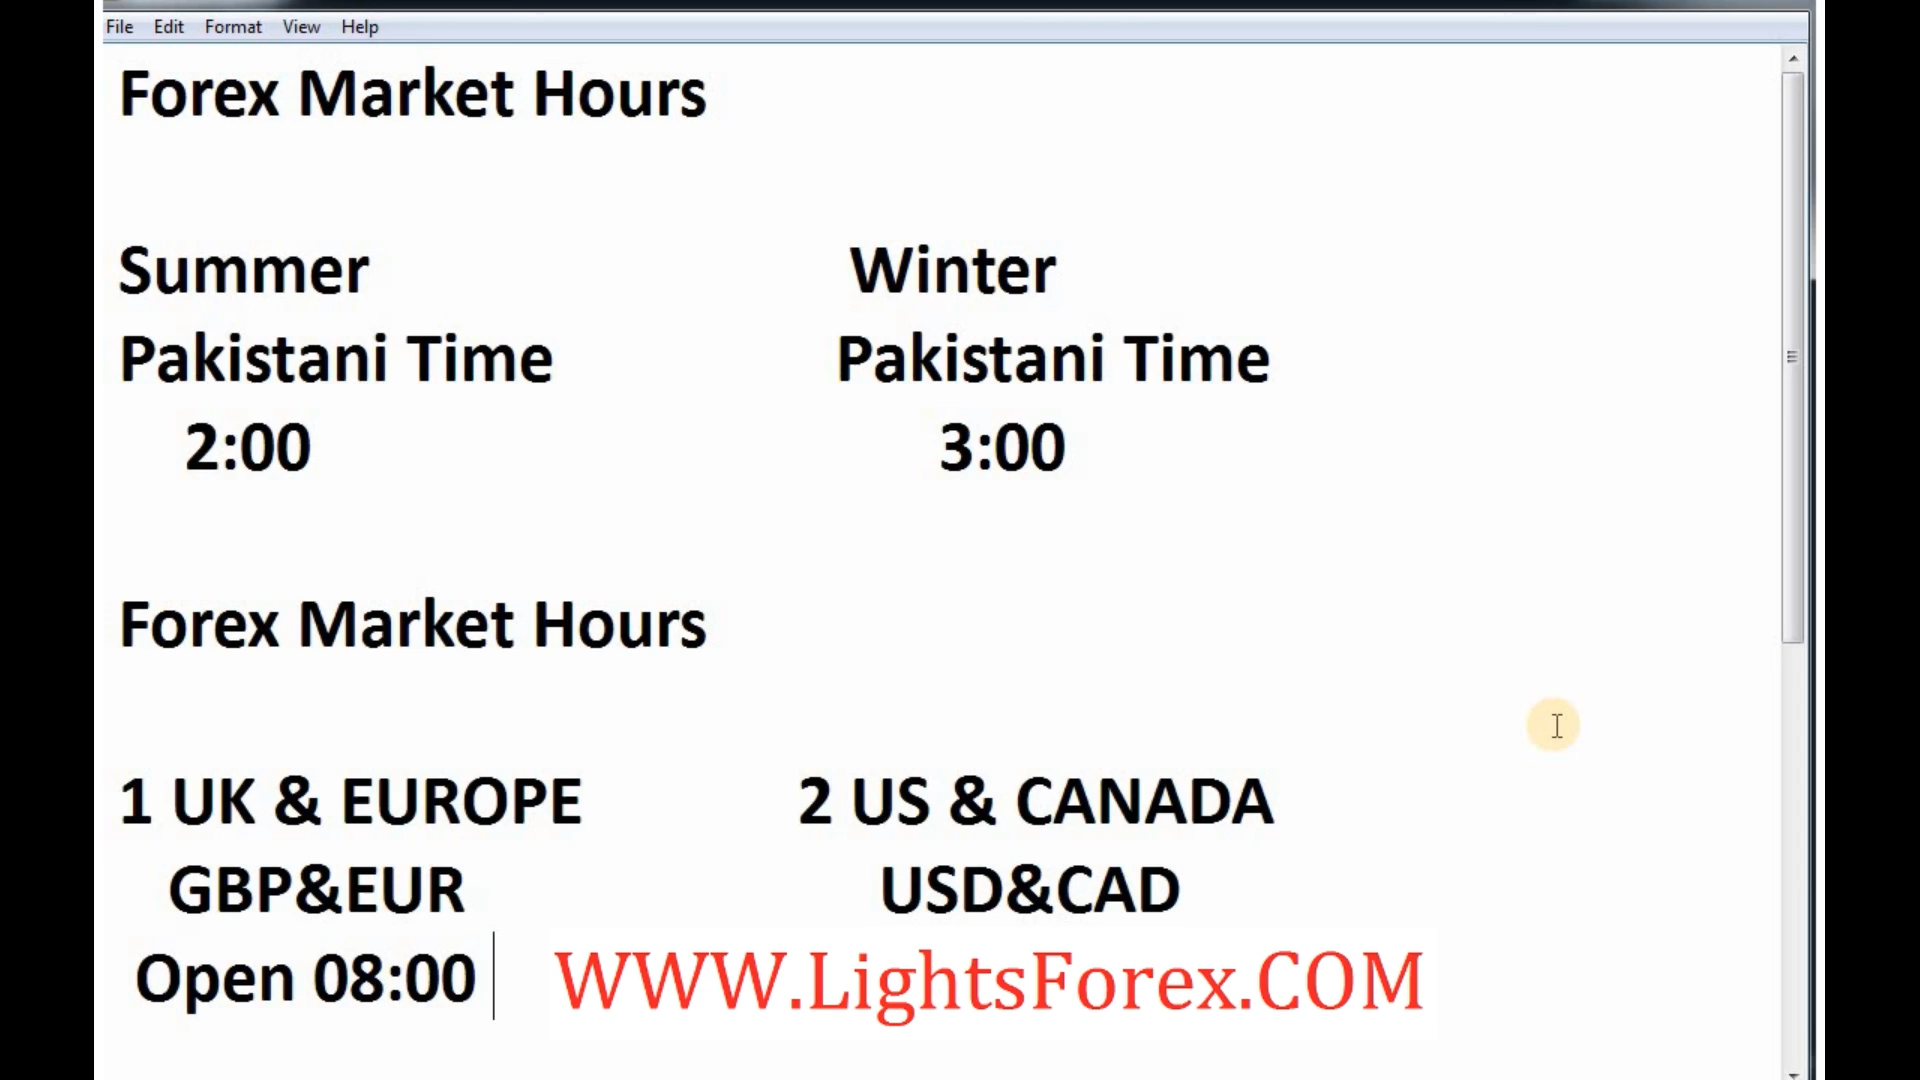 File Edit Format View Help
Forex Market Hours
Summer Winter
Pakistani Time Pakistani Time
2:00 3:00
Forex Market Hours
1 UK & EUROPE 2 US & CANADA
GBP&EUR USD&CAD
Open 08:00 WWW.LightsForex.COM